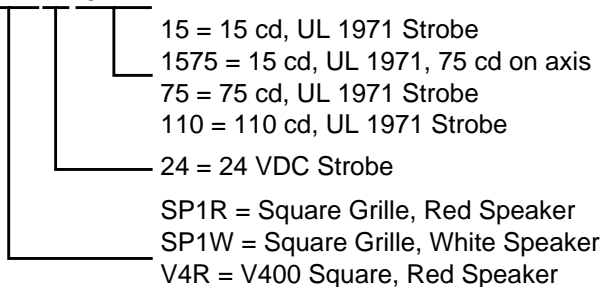 15 = 15 cd, UL 1971 Strobe
1575 = 15 cd, UL 1971, 75 cd on axis
75 = 75 cd, UL 1971 Strobe
110 = 110 cd, UL 1971 Strobe
24 = 24 VDC Strobe
SP1R = Square Grille, Red Speaker
SP1W = Square Grille, White Speaker
V4R = V400 Square, Red Speaker